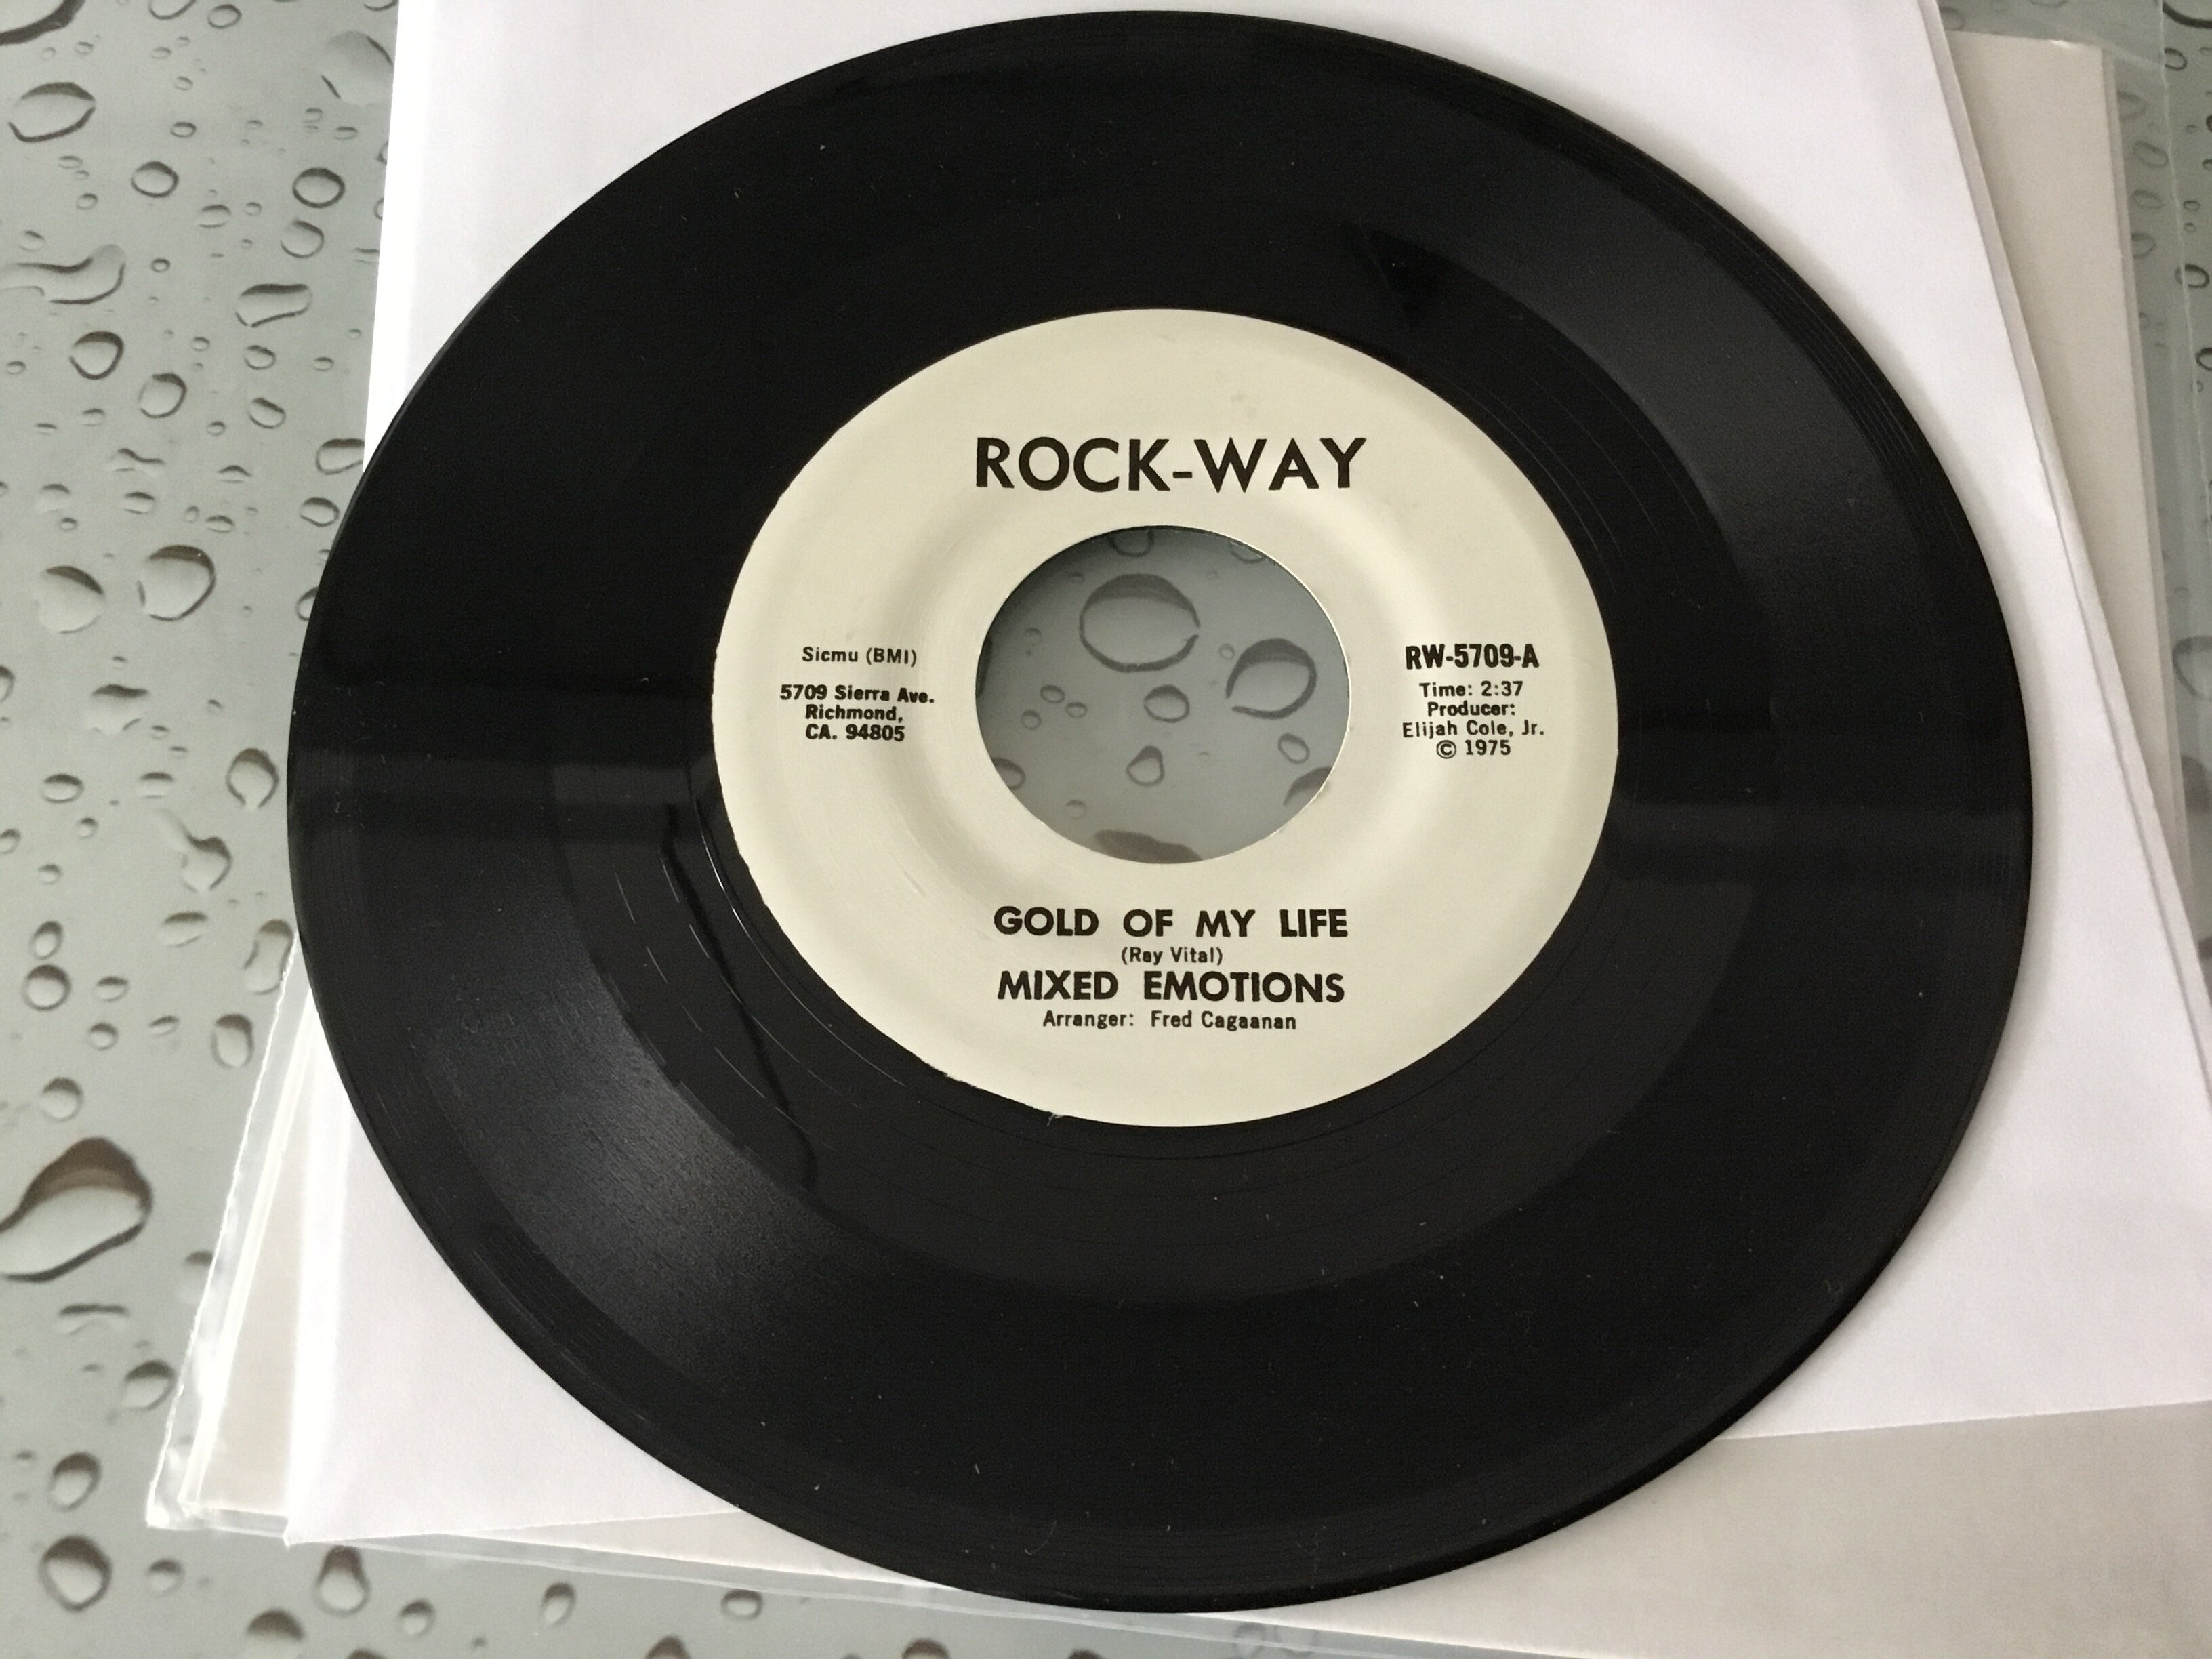 ROCK-WAY
Sicmu (BMI)
5709 Sierra Ave.
Richmond,
CA. 94805
RW-5709-A
Time: 2:37
Producer:
Elijah Cole, Jr.
© 1975
GOLD OF MY LIFE
(Ray Vital)
MIXED EMOTIONS
Arranger: Fred Cagaanan